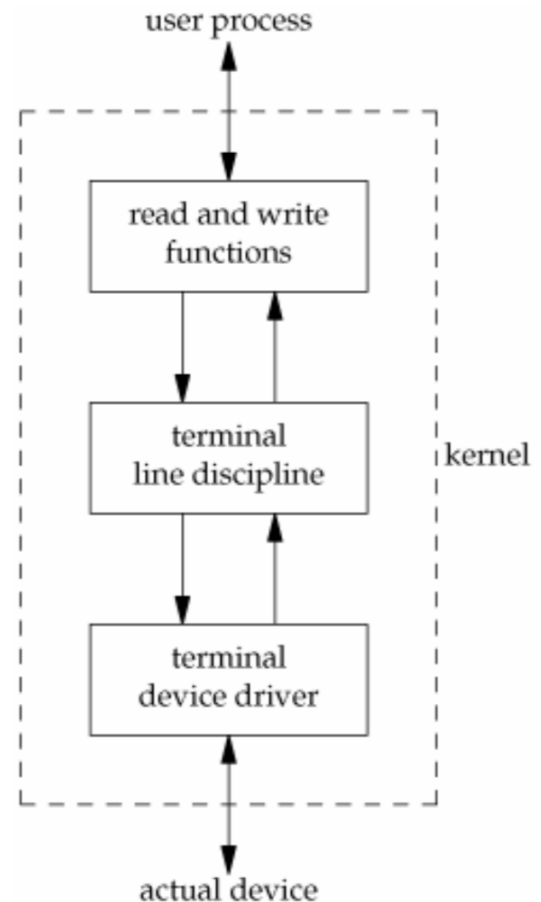 user process
read and write
functions
terminal
line discipline
kernel
terminal
device driver
actual device